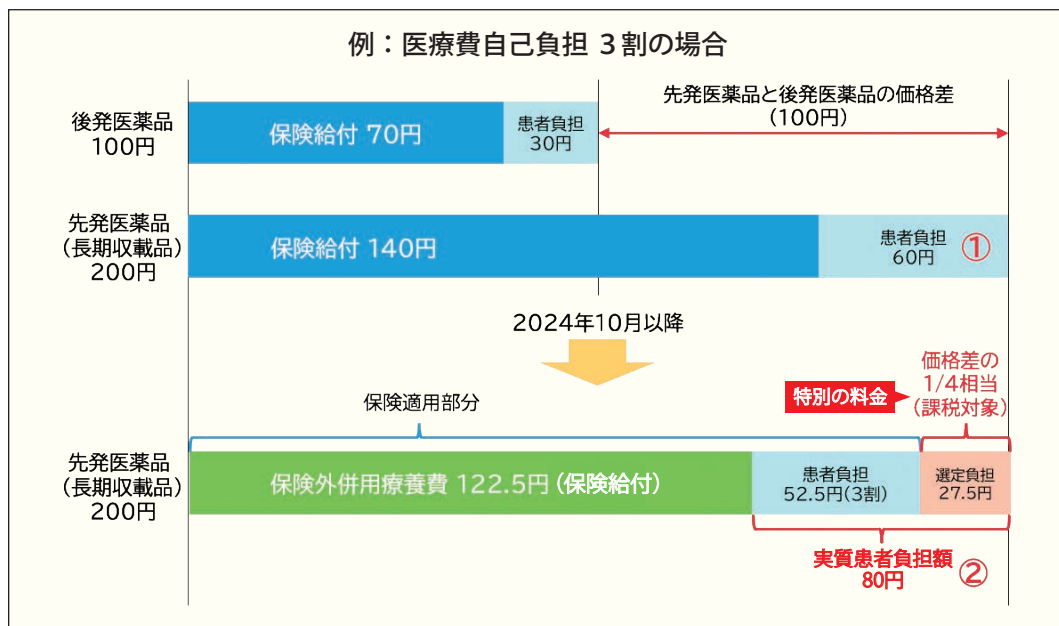 例：医療費自己負担 3割の場合
後発医薬品
100円
保険給付 70円
患者負担
30円
先発医薬品と後発医薬品の価格差
(100円)
先発医薬品
(長期収載品)
200円
保険給付 140円
患者負担
60円
①
2024年10月以降
特別の料金
価格差の
1/4相当
(課税対象)
保険適用部分
先発医薬品
(長期収載品)
200円
保険外併用療養費 122.5円 (保険給付)
患者負担
52.5円(3割)
選定負担
27.5円
実質患者負担額
80円
②